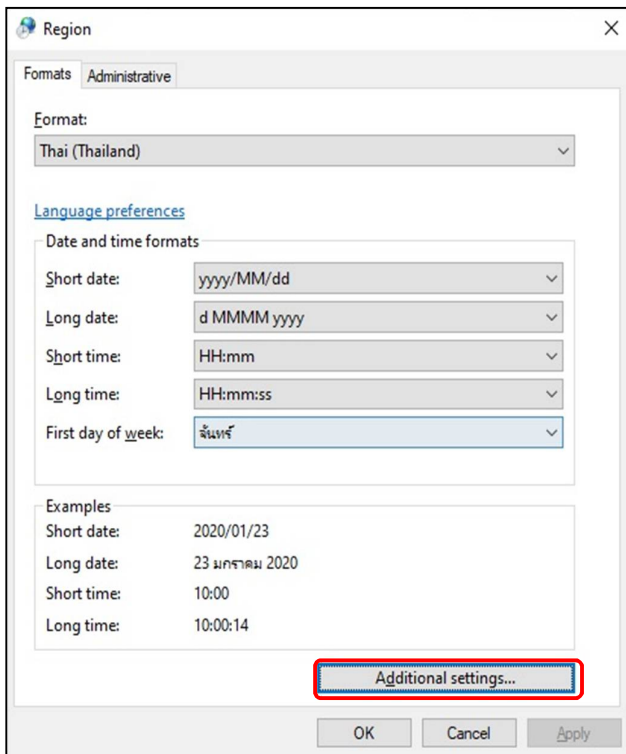 Region
Formats Administrative
Format:
Thai (Thailand)
Language preferences
Date and time formats
Short date: yyyy/MM/dd
Long date: d MMMM yyyy
Short time: HH:mm
Long time: HH:mm:ss
First day of week: จันทร์
Examples
Short date: 2020/01/23
Long date: 23 มกราคม 2020
Short time: 10:00
Long time: 10:00:14
Additional settings...
OK Cancel Apply